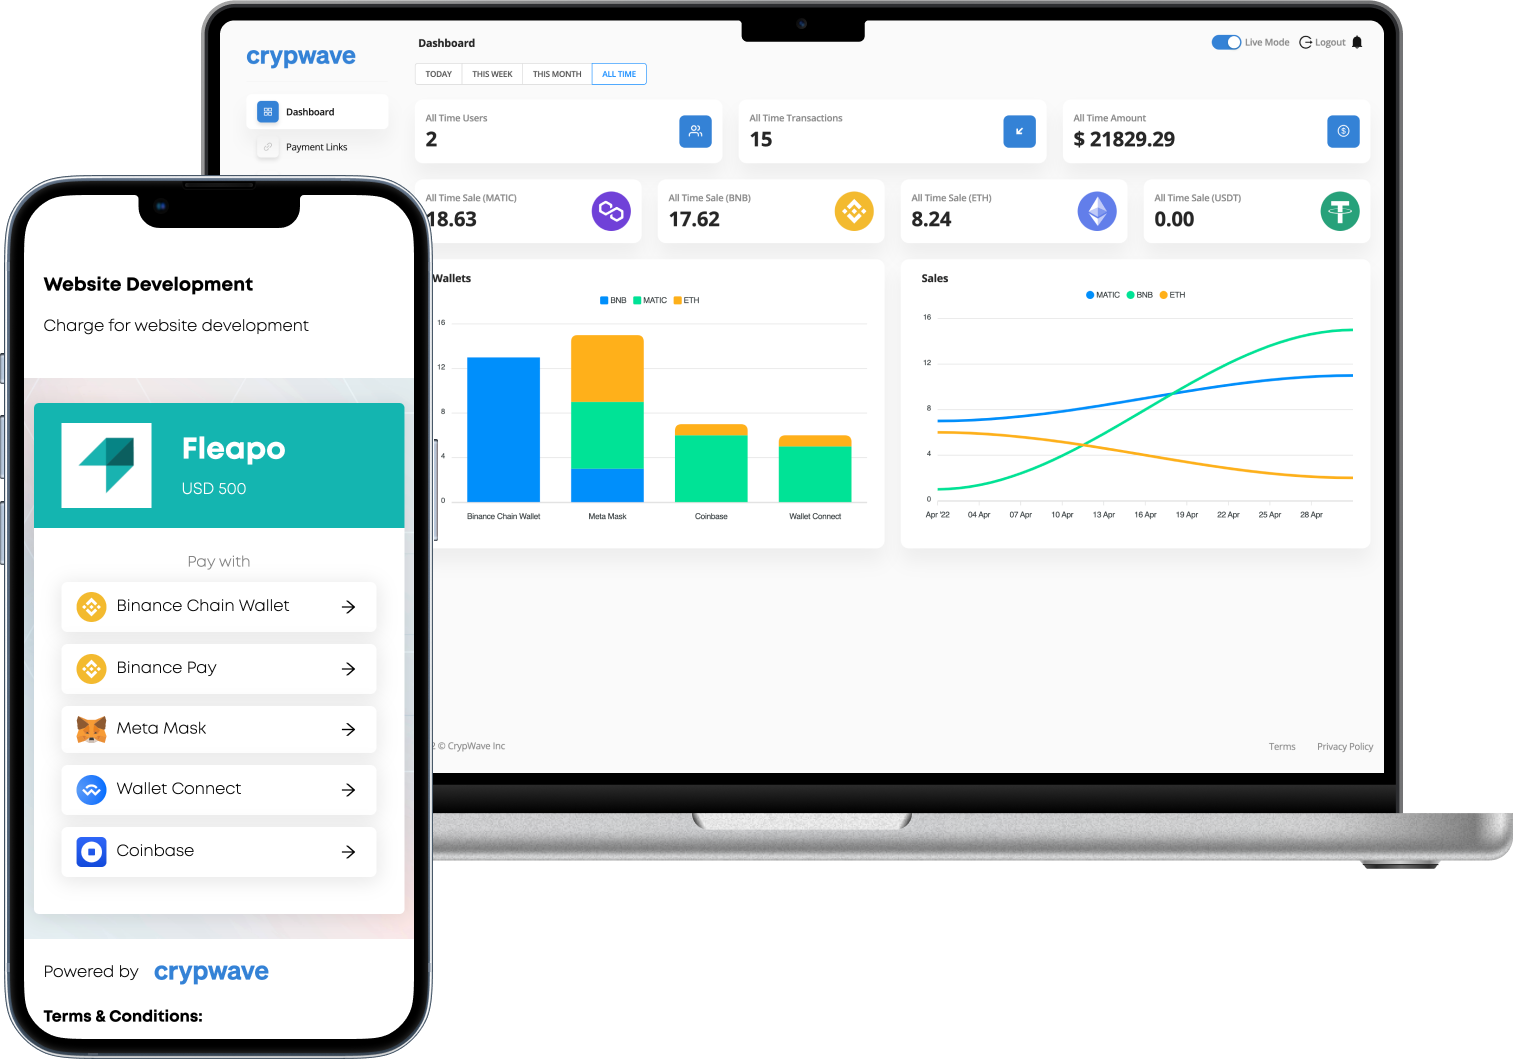 crypwave
Dashboard
Live Mode
Logout
TODAY
THIS WEEK
THIS MONTH
ALL TIME
Dashboard
Payment Links
All Time Users
2
All Time Transactions
15
All Time Amount
$ 21829.29
All Time Sale (MATIC)
18.63
All Time Sale (BNB)
17.62
All Time Sale (ETH)
8.24
All Time Sale (USDT)
0.00
Wallets
BNB MATIC ETH
16
12
8
4
0
Binance Chain Wallet
Meta Mask
Coinbase
Wallet Connect
Sales
MATIC BNB ETH
16
12
8
4
0
Apr '22 04 Apr 07 Apr 10 Apr 13 Apr 16 Apr 19 Apr 22 Apr 25 Apr 28 Apr
2 © CrypWave Inc
Terms
Privacy Policy
Website Development
Charge for website development
Fleapo
USD 500
Pay with
Binance Chain Wallet
Binance Pay
Meta Mask
Wallet Connect
Coinbase
Powered by crypwave
Terms & Conditions: